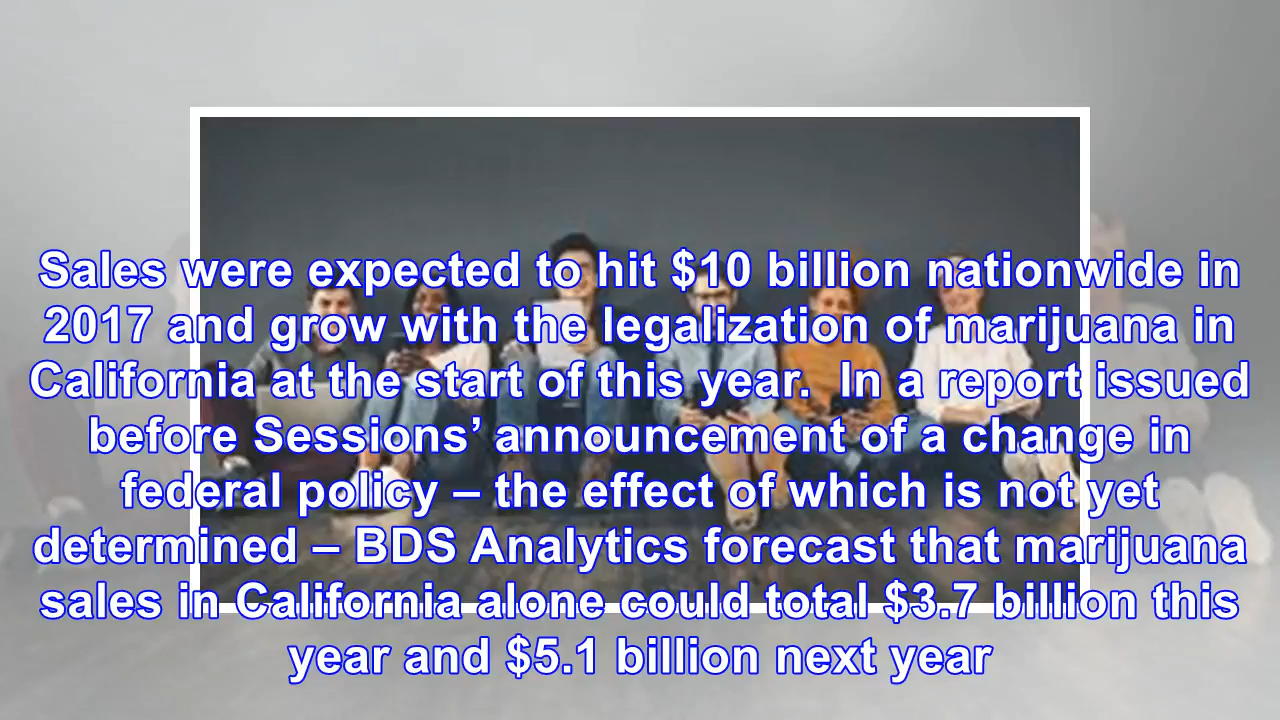 Sales were expected to hit $10 billion nationwide in
2017 and grow with the legalization of marijuana in
California at the start of this year.  In a report issued
before Sessions’ announcement of a change in
federal policy – the effect of which is not yet
determined – BDS Analytics forecast that marijuana
sales in California alone could total $3.7 billion this
year and $5.1 billion next year